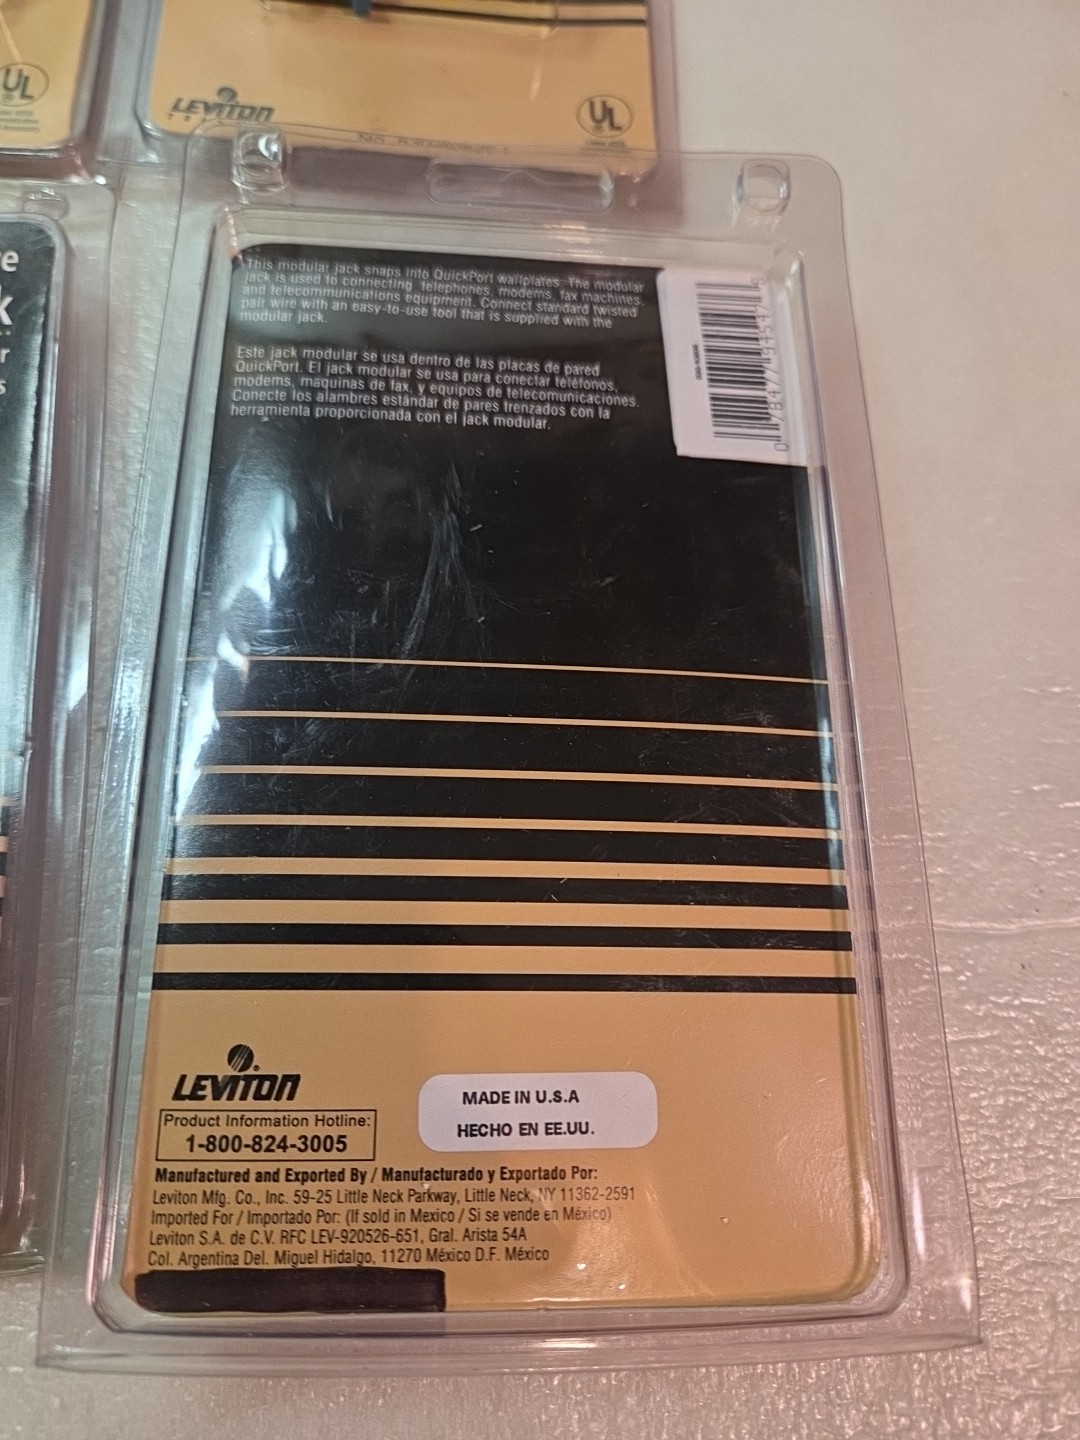 UL
LEVITON
UL
re
k
r
s
This modular jack snaps into QuickPort wallplates. The modular
jack is used to connecting telephones, modems, fax machines,
and telecommunications equipment. Connect standard twisted
pair wire with an easy-to-use tool that is supplied with the
modular jack.
Este jack modular se usa dentro de las placas de pared
QuickPort. El jack modular se usa para conectar teléfonos,
modems, maquinas de fax, y equipos de telecomunicaciones.
Conecte los alambres estándar de pares trenzados con la
herramienta proporcionada con el jack modular.
LEVITON
Product Information Hotline:
1-800-824-3005
MADE IN U.S.A
HECHO EN EE.UU.
Manufactured and Exported By / Manufacturado y Exportado Por:
Leviton Mfg. Co., Inc. 59-25 Little Neck Parkway, Little Neck, NY 11362-2591
Imported For / Importado Por: (If sold in Mexico / Si se vende en México)
Leviton S.A. de C.V. RFC LEV-920526-651, Gral. Arista 54A
Col. Argentina Del. Miguel Hidalgo, 11270 México D.F. México